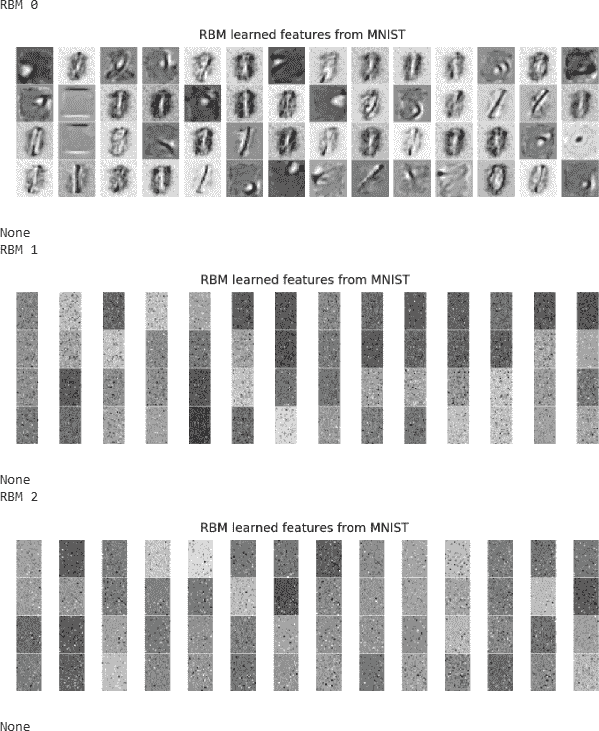 RBM 0
RBM learned features from MNIST
None
RBM 1
RBM learned features from MNIST
None
RBM 2
RBM learned features from MNIST
None